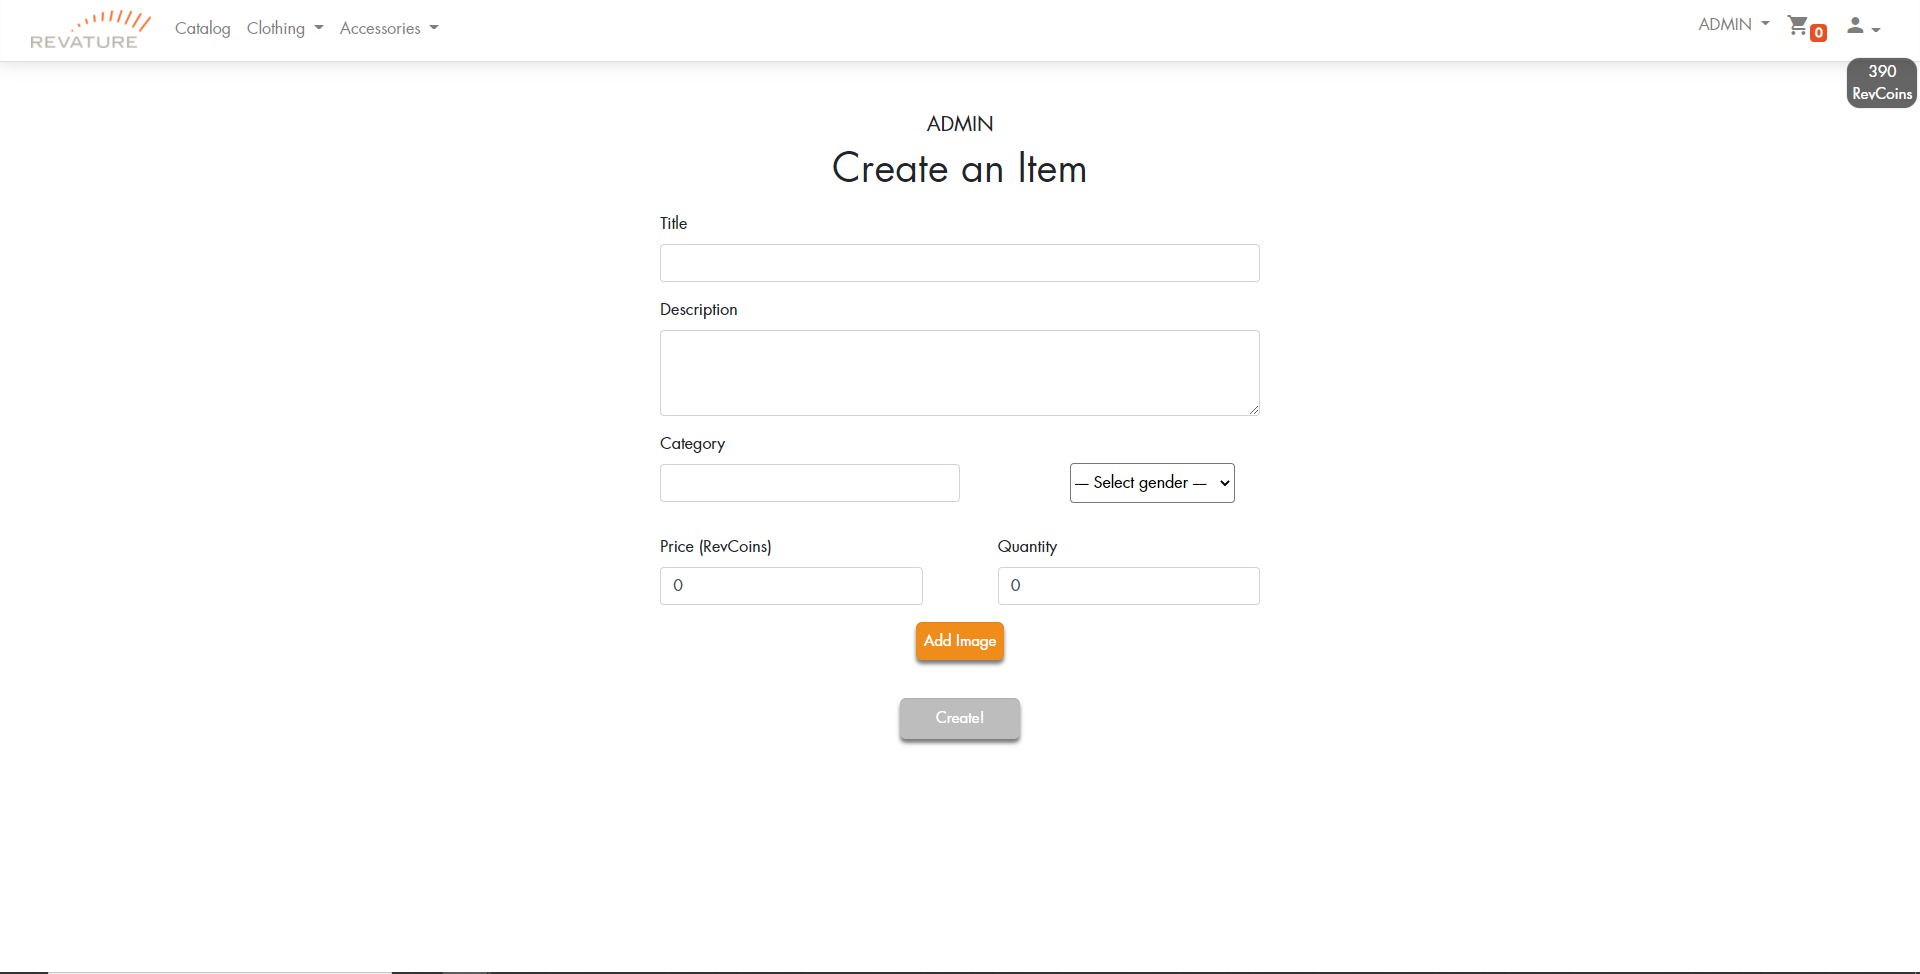 REVATURE
Catalog Clothing Accessories
ADMIN 0
390
RevCoins
ADMIN
Create an Item
Title
Description
Category
— Select gender —
Price (RevCoins) Quantity
0 0
Add Image
Create!